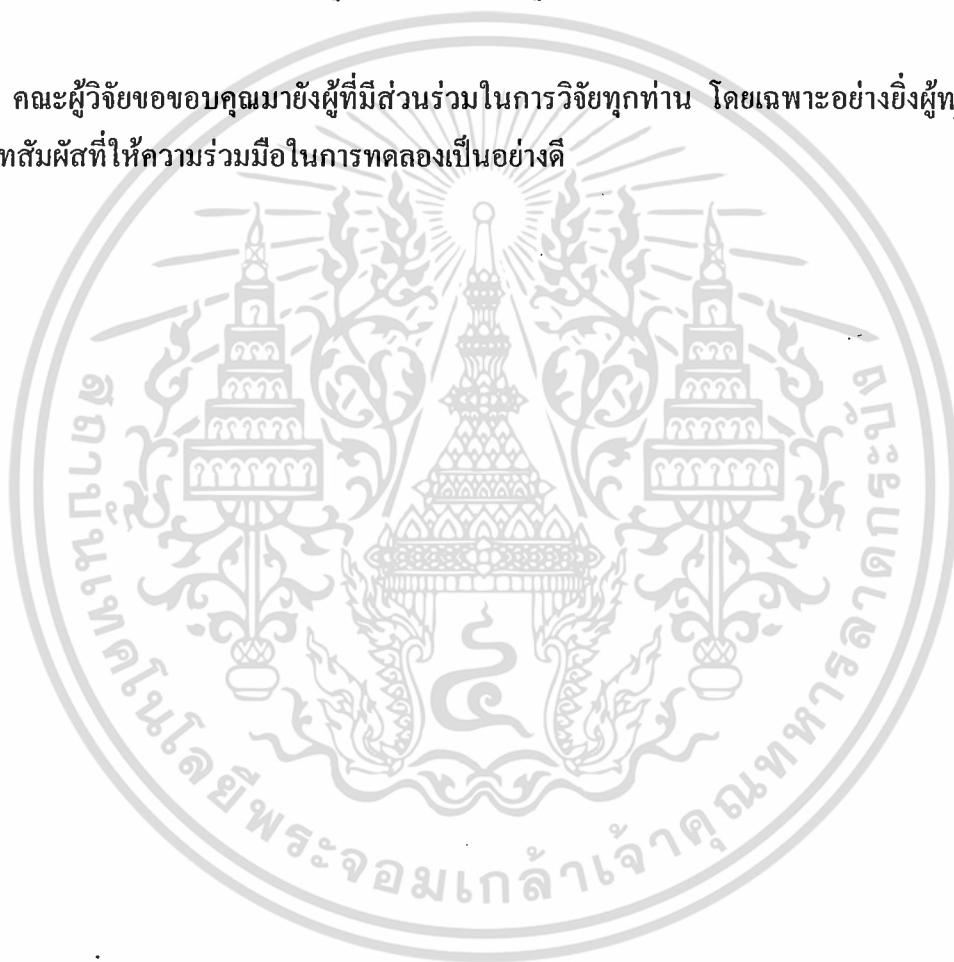 คณะผู้วิจัยขอขอบคุณมายังผู้ที่มีส่วนร่วมในการวิจัยทุกท่าน โดยเฉพาะอย่างยิ่งผู้
ทสัมผัสที่ให้ความร่วมมือในการทดลองเป็นอย่างดี
สถาบันเทคโนโลยีพระจอมเกล้าเจ้าคุณทหารลาดกระบัง
๔